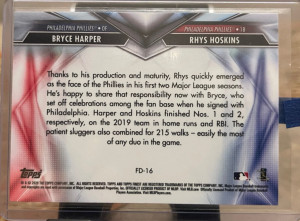 PHILADELPHIA PHILLIES • OF
BRYCE HARPER
PHILADELPHIA PHILLIES • 1B
RHYS HOSKINS
Thanks to his production and maturity, Rhys quickly emerged
as the face of the Phillies in his first two Major League seasons.
He's happy to share that responsibility now with Bryce, who
set off celebrations among the fan base when he signed with
Philadelphia. Harper and Hoskins finished Nos. 1 and 2,
respectively, on the 2019 team in home runs and RBI. The
patient sluggers also combined for 215 walks – easily the most
of any duo in the game.
FD-16
Topps